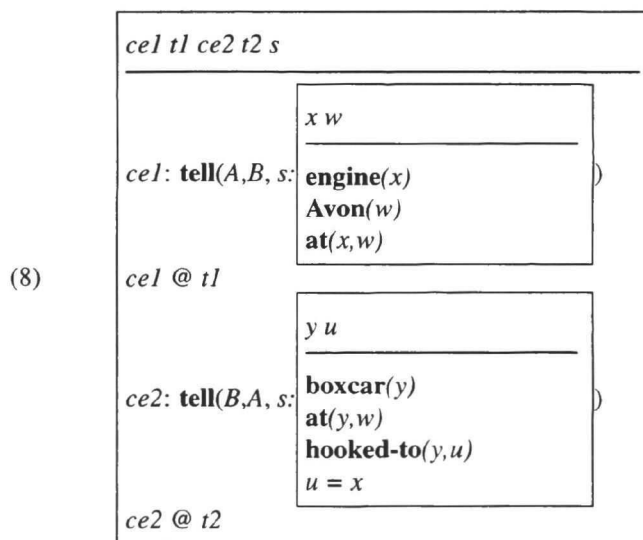 ce1 t1 ce2 t2 s
x w
ce1: tell(A,B, s: engine(x) )
Avon(w)
at(x,w)
(8)
ce1 @ t1
y u
boxcar(y)
ce2: tell(B,A, s: at(y,w) )
hooked-to(y,u)
u = x
ce2 @ t2